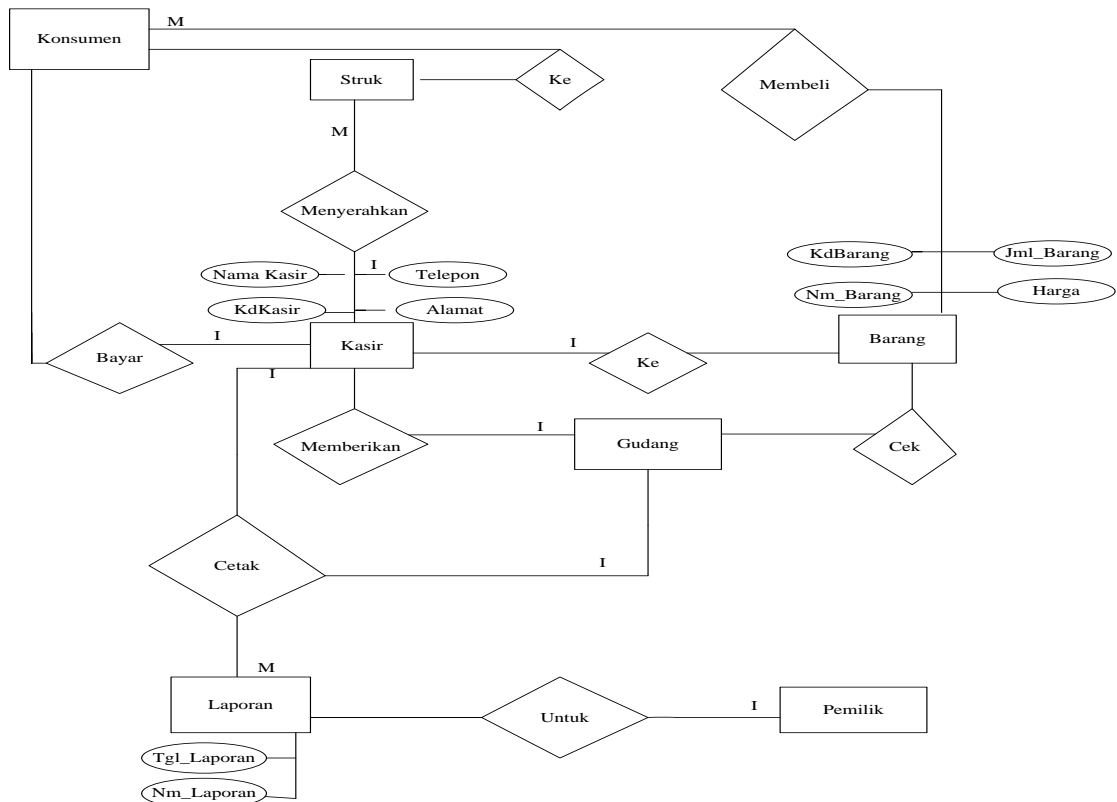 M
I
Konsumen
Struk
Ke
Membeli
M
Menyerahkan
I
Nama Kasir
Telepon
KdBarang
Jml_Barang
KdKasir
Alamat
Nm_Barang
Harga
I
Kasir
I
Barang
Bayar
Ke
I
Memberikan
I
Gudang
Cek
Cetak
I
M
Laporan
Untuk
I
Pemilik
Tgl_Laporan
Nm_Laporan